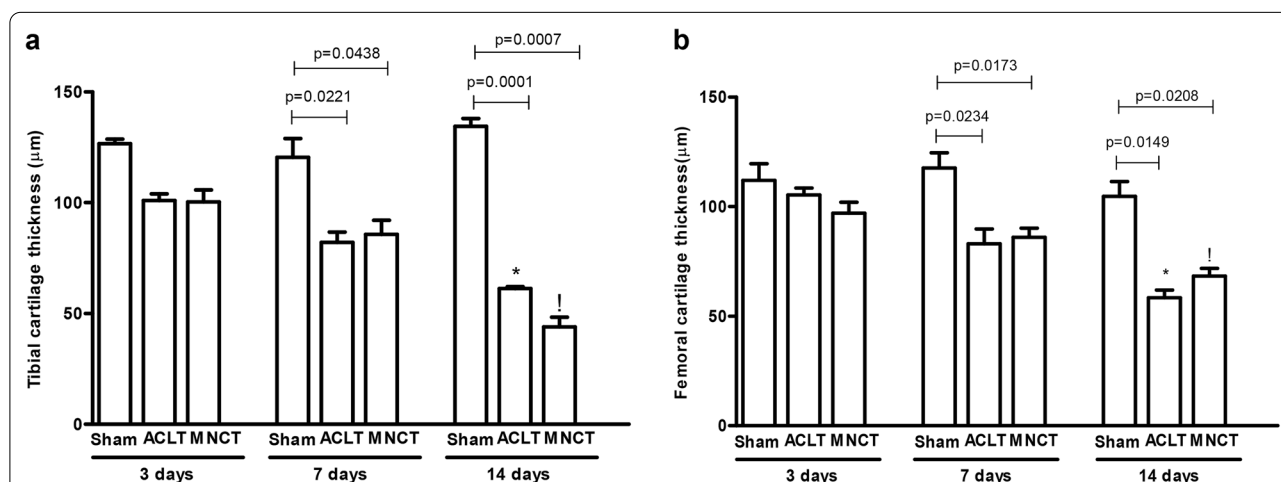 a
p=0.0438
p=0.0221
p=0.0007
p=0.0001
Tibial cartilage thickness (μm)
150
100
50
0
*
!
Sham ACLT MNCT
Sham ACLT MNCT
Sham ACLT MNCT
3 days
7 days
14 days
b
p=0.0173
p=0.0234
p=0.0208
p=0.0149
Femoral cartilage thickness(μm)
150
100
50
0
*
!
Sham ACLT MNCT
Sham ACLT MNCT
Sham ACLT MNCT
3 days
7 days
14 days